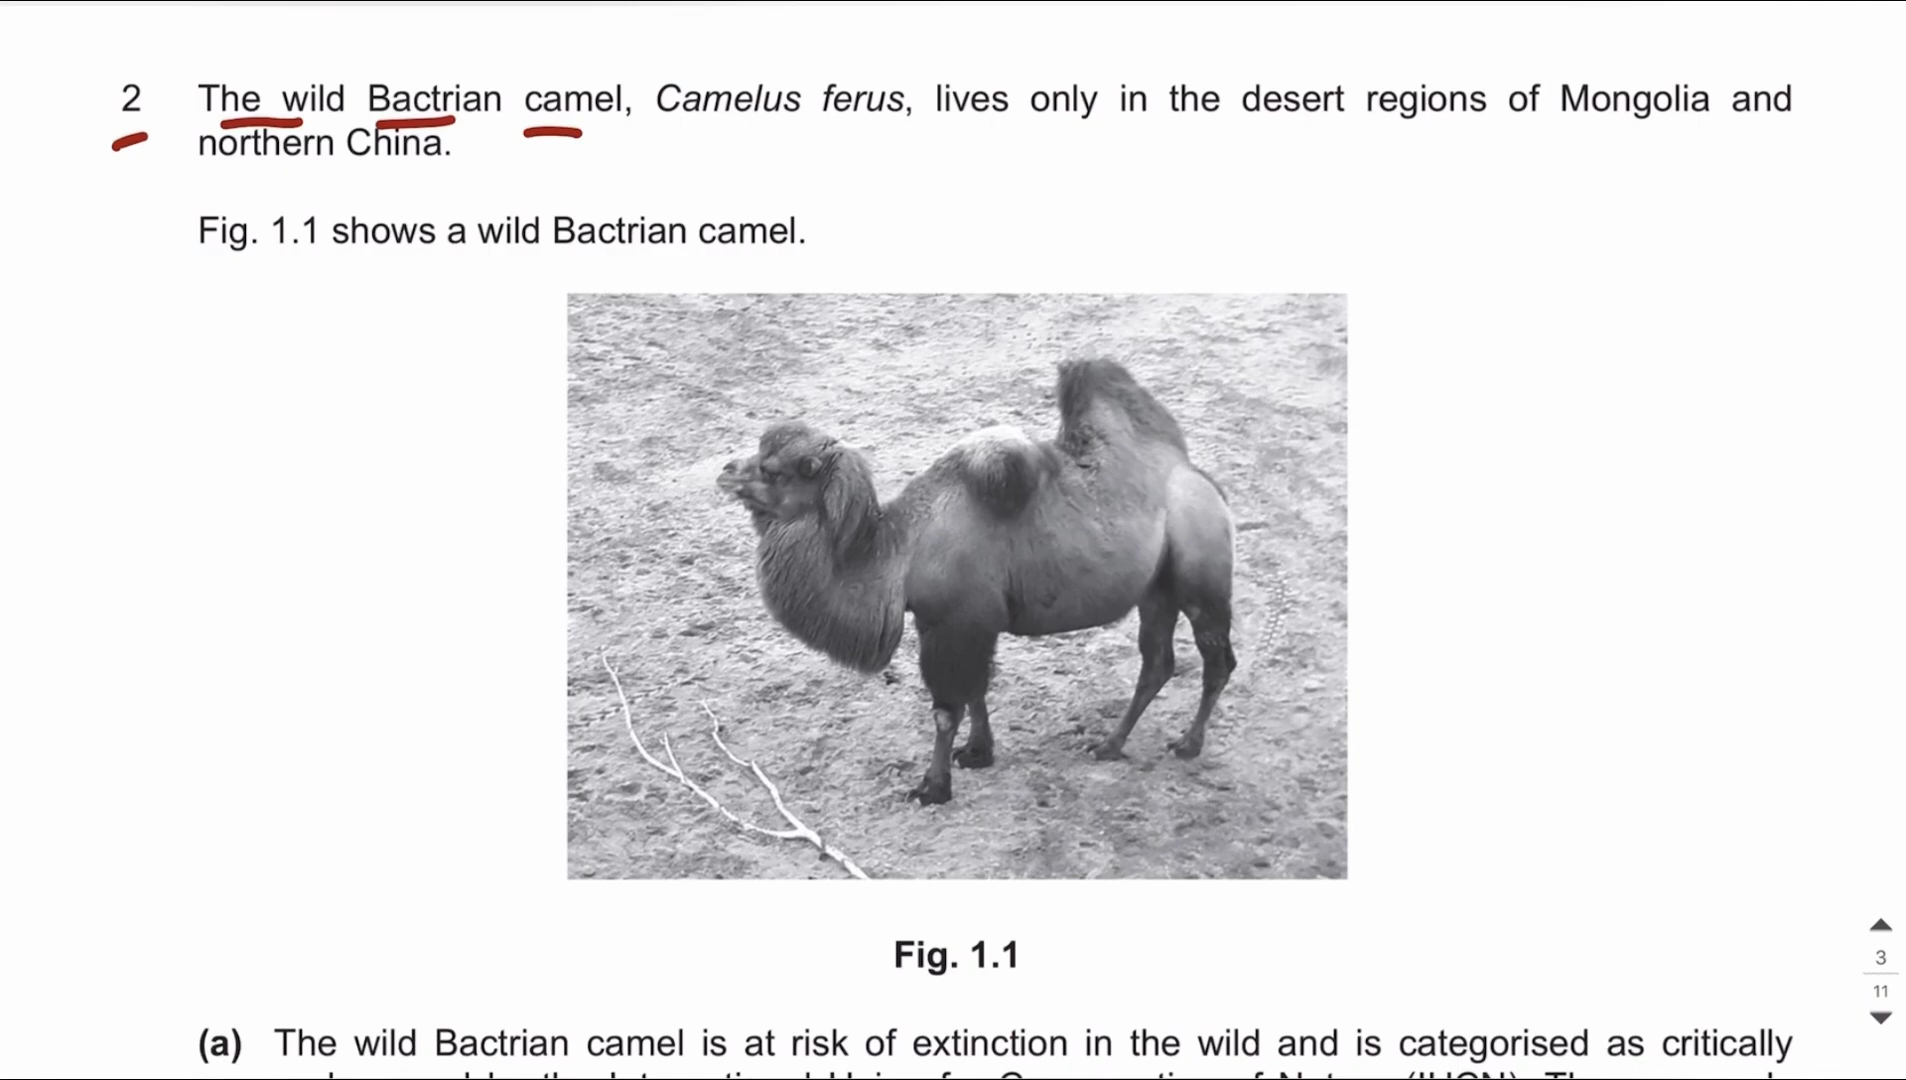 2 The wild Bactrian camel, Camelus ferus, lives only in the desert regions of Mongolia and
northern China.
Fig. 1.1 shows a wild Bactrian camel.
Fig. 1.1
3
11
(a) The wild Bactrian camel is at risk of extinction in the wild and is categorised as critically